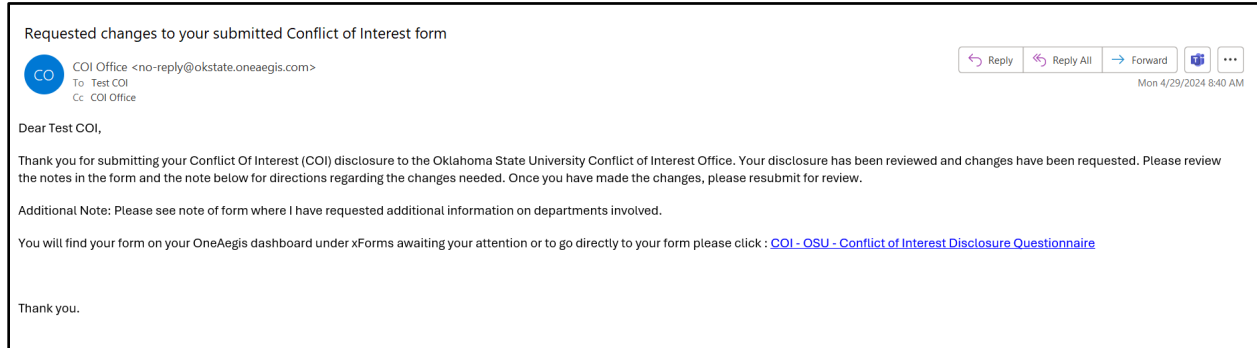 Requested changes to your submitted Conflict of Interest form
CO
COI Office <no-reply@okstate.oneaegis.com>
To Test COI
Cc COI Office
Reply
Reply All
Forward
Mon 4/29/2024 8:40 AM
Dear Test COI,
Thank you for submitting your Conflict Of Interest (COI) disclosure to the Oklahoma State University Conflict of Interest Office. Your disclosure has been reviewed and changes have been requested. Please review
the notes in the form and the note below for directions regarding the changes needed. Once you have made the changes, please resubmit for review.
Additional Note: Please see note of form where I have requested additional information on departments involved.
You will find your form on your OneAegis dashboard under xForms awaiting your attention or to go directly to your form please click : COI - OSU - Conflict of Interest Disclosure Questionnaire
Thank you.